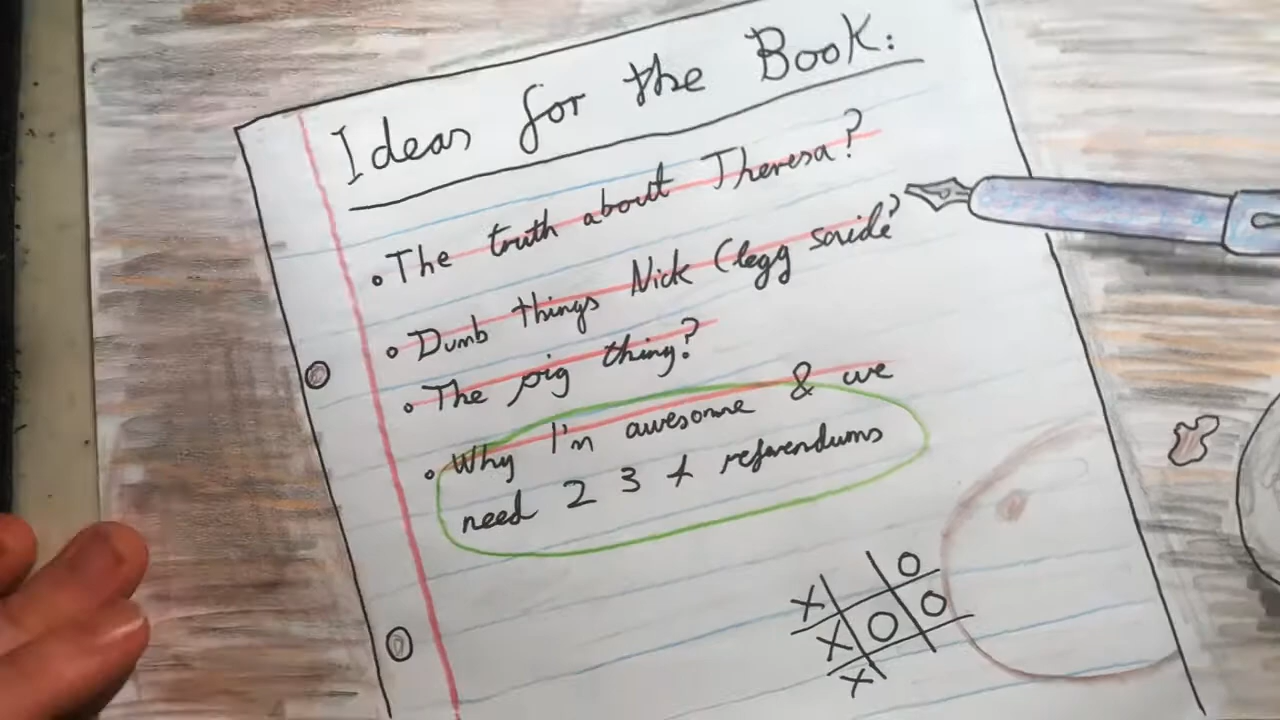 Ideas for the Book:
• The truth about Theresa?
• Dumb things Nick Clegg said?
• The pig thing?
• Why I'm awesome & we
need 2 3 + referendums
O
X O O
X
X